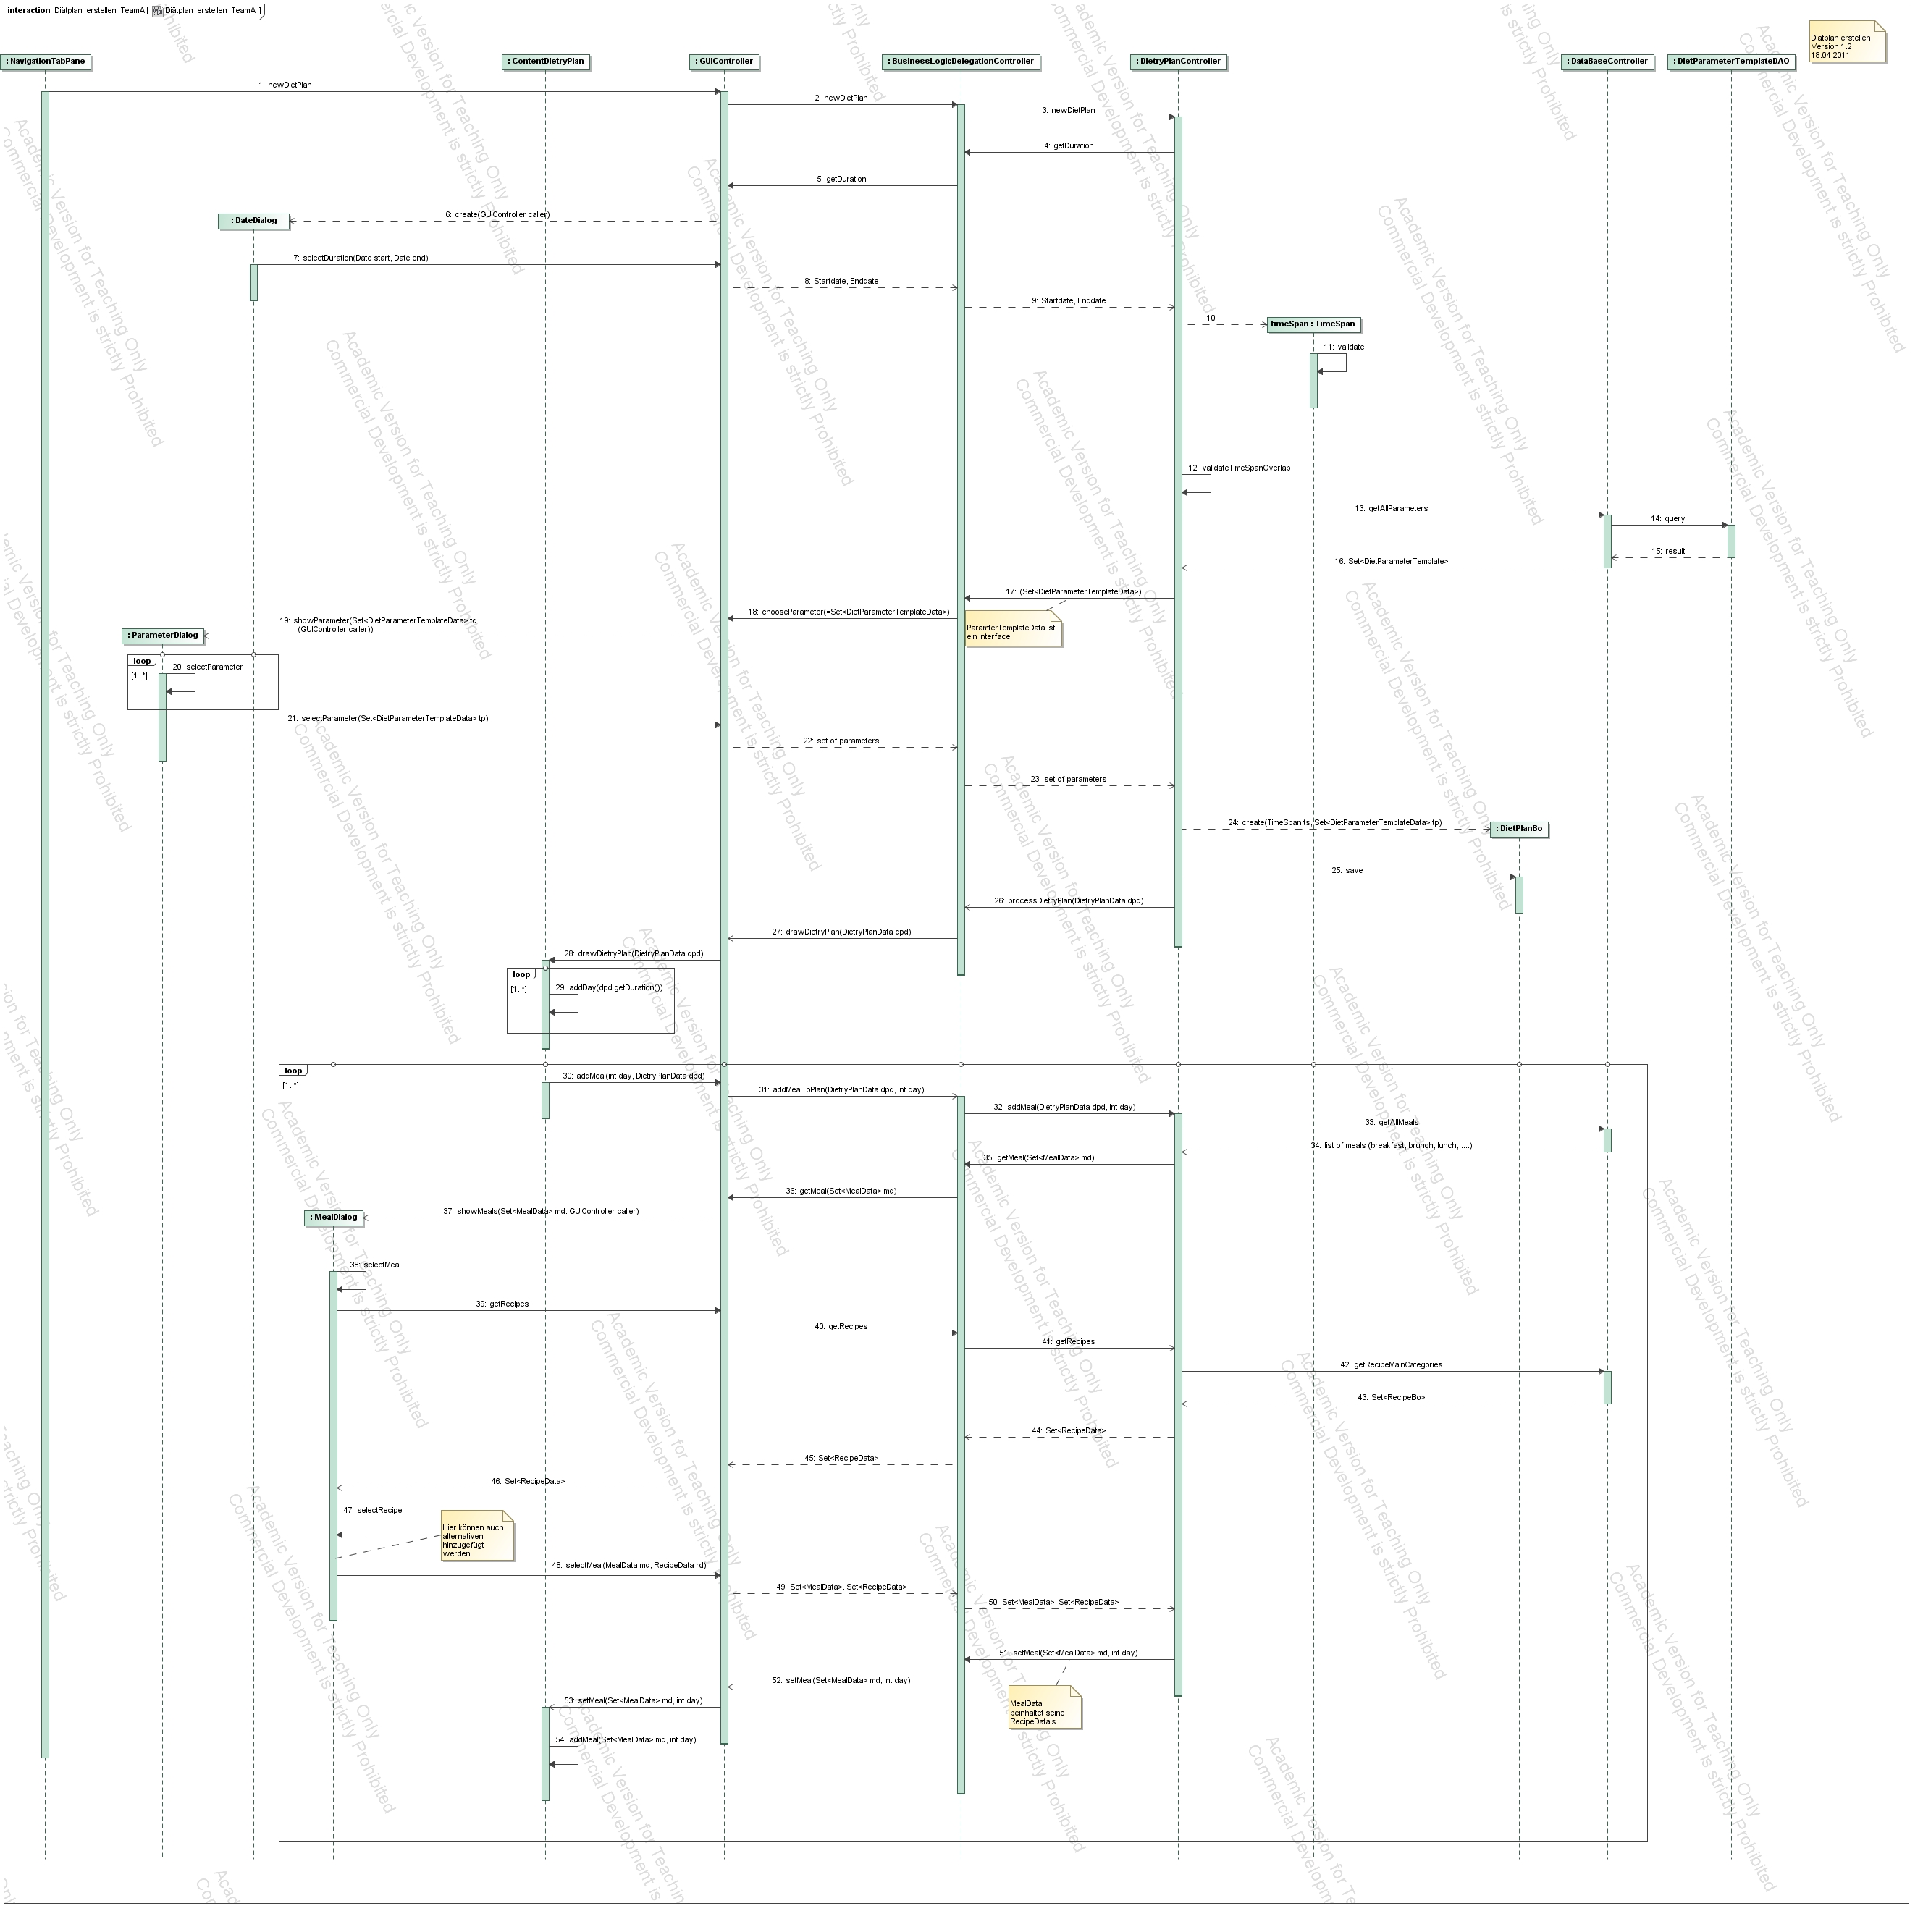 interaction Diätplan_erstellen_TeamA [ Diätplan_erstellen_TeamA ]
Diätplan erstellen
Version 1.2
18.04.2011
: NavigationTabPane
: ContentDietryPlan
: GUIController
: BusinessLogicDelegationController
: DietryPlanController
: DataBaseController
: DietParameterTemplateDAO
1: newDietPlan
2: newDietPlan
3: newDietPlan
4: getDuration
5: getDuration
6: create(GUIController caller)
: DateDialog
7: selectDuration(Date start, Date end)
8: Startdate, Enddate
9: Startdate, Enddate
10:
timeSpan : TimeSpan
11: validate
12: validateTimeSpanOverlap
13: getAllParameters
14: query
15: result
16: Set<DietParameterTemplate>
17: (Set<DietParameterTemplateData>)
18: chooseParameter(=Set<DietParameterTemplateData>)
ParamterTemplateData ist
ein Interface
19: showParameter(Set<DietParameterTemplateData> td
, (GUIController caller))
: ParameterDialog
loop
[1..*]
20: selectParameter
21: selectParameter(Set<DietParameterTemplateData> tp)
22: set of parameters
23: set of parameters
24: create(TimeSpan ts, Set<DietParameterTemplateData> tp)
: DietPlanBo
25: save
26: processDietryPlan(DietryPlanData dpd)
27: drawDietryPlan(DietryPlanData dpd)
28: drawDietryPlan(DietryPlanData dpd)
loop
[1..*]
29: addDay(dpd.getDuration())
loop
[1..*]
30: addMeal(int day, DietryPlanData dpd)
31: addMealToPlan(DietryPlanData dpd, int day)
32: addMeal(DietryPlanData dpd, int day)
33: getAllMeals
34: list of meals (breakfast, brunch, lunch, ....)
35: getMeal(Set<MealData> md)
36: getMeal(Set<MealData> md)
37: showMeals(Set<MealData> md. GUIController caller)
: MealDialog
38: selectMeal
39: getRecipes
40: getRecipes
41: getRecipes
42: getRecipeMainCategories
43: Set<RecipeBo>
44: Set<RecipeData>
45: Set<RecipeData>
46: Set<RecipeData>
47: selectRecipe
Hier können auch
alternativen
hinzugefügt
werden
48: selectMeal(MealData md, RecipeData rd)
49: Set<MealData>. Set<RecipeData>
50: Set<MealData>. Set<RecipeData>
51: setMeal(Set<MealData> md, int day)
52: setMeal(Set<MealData> md, int day)
53: setMeal(Set<MealData> md, int day)
MealData
beinhaltet seine
RecipeData's
54: addMeal(Set<MealData> md, int day)
Academic Version for Teaching Only
Commercial Development is strictly Prohibited